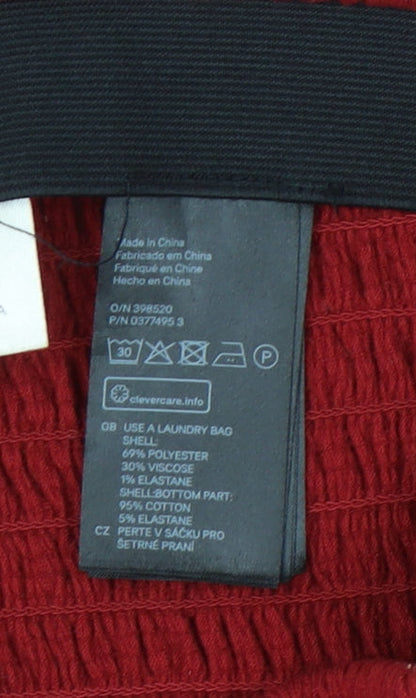 Made in China
Fabricado em China
Fabriqué en Chine
Hecho en China
O/N 398520
P/N 0377495 3
30 P
clevercare.info
GB USE A LAUNDRY BAG
SHELL:
69% POLYESTER
30% VISCOSE
1% ELASTANE
SHELL:BOTTOM PART:
95% COTTON
5% ELASTANE
CZ PERTE V SÁČKU PRO
ŠETRNÉ PRANÍ
A